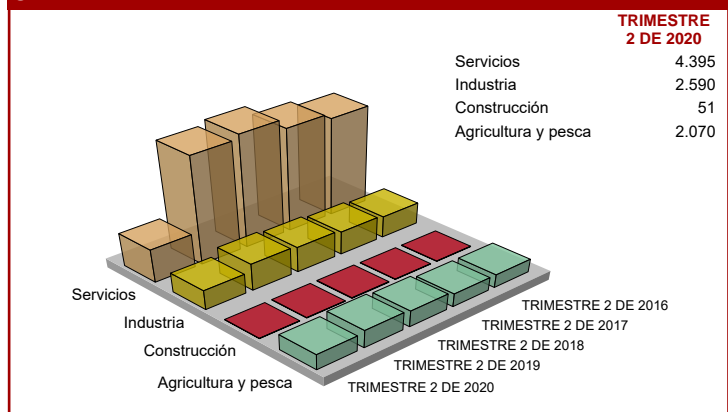 TRIMESTRE
2 DE 2020
Servicios 4.395
Industria 2.590
Construcción 51
Agricultura y pesca 2.070
Servicios
Industria
Construcción
Agricultura y pesca
TRIMESTRE 2 DE 2016
TRIMESTRE 2 DE 2017
TRIMESTRE 2 DE 2018
TRIMESTRE 2 DE 2019
TRIMESTRE 2 DE 2020